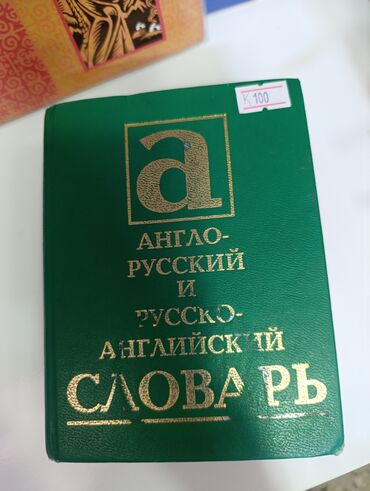 К 100
а
АНГЛО-
РУССКИЙ
И
РУССКО-
АНГЛИЙСКИЙ
СЛОВАРЬ